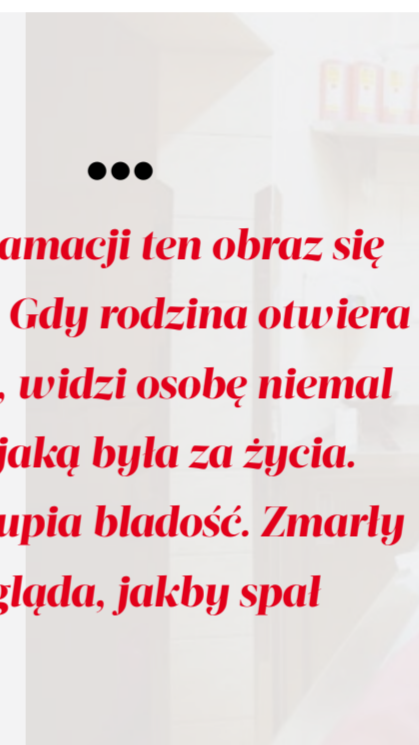 amacji ten obraz się
Gdy rodzina otwiera
, widzi osobę niemal
jaką była za życia.
upia bladość. Zmarły
gląda, jakby spał